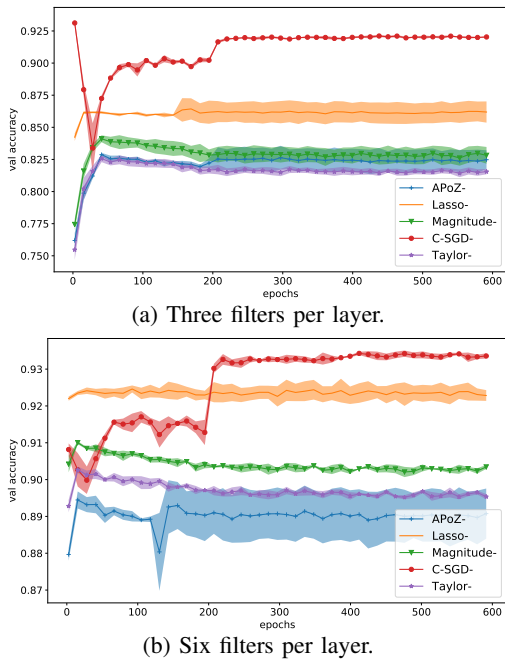 0.925
0.900
0.875
0.850
0.825
0.800
0.775
0.750
val accuracy
APoZ-
Lasso-
Magnitude-
C-SGD-
Taylor-
0 100 200 300 400 500 600
epochs
(a) Three filters per layer.
0.93
0.92
0.91
0.90
0.89
0.88
0.87
val accuracy
APoZ-
Lasso-
Magnitude-
C-SGD-
Taylor-
0 100 200 300 400 500 600
epochs
(b) Six filters per layer.